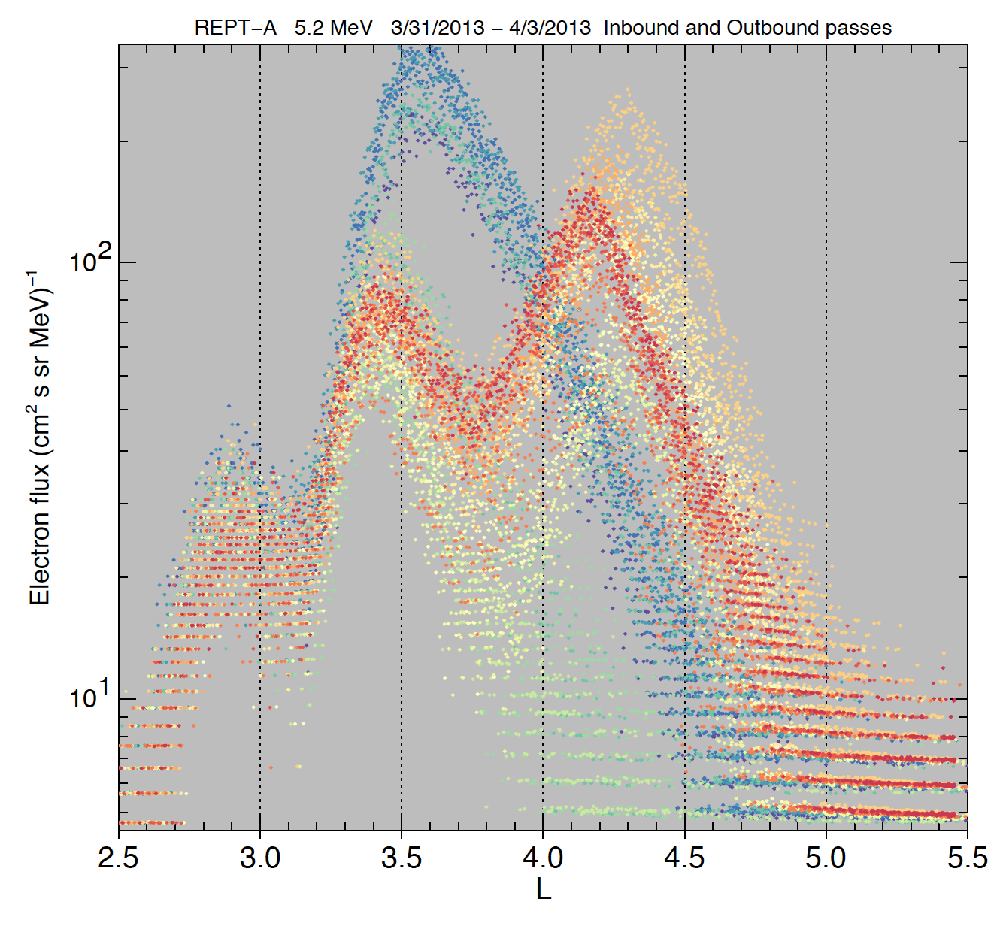 REPT−A 5.2 MeV 3/31/2013 − 4/3/2013 Inbound and Outbound passes
Electron flux (cm² s sr MeV)⁻¹
10²
10¹
2.5 3.0 3.5 4.0 4.5 5.0 5.5
L